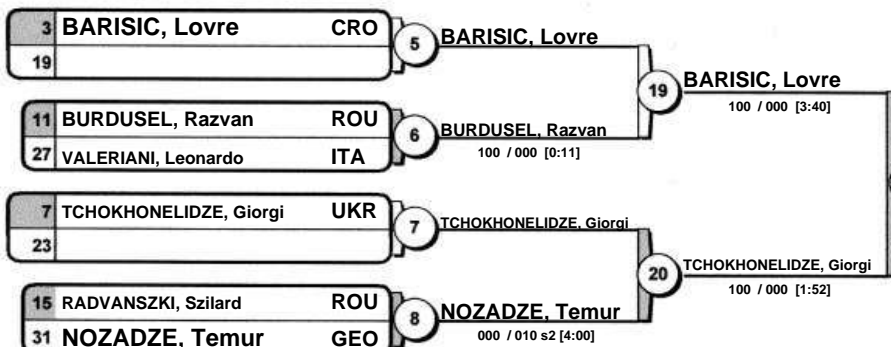 3 BARISIC, Lovre CRO
19
5
BARISIC, Lovre
11 BURDUSEL, Razvan ROU
27 VALERIANI, Leonardo ITA
6
BURDUSEL, Razvan
100 / 000 [0:11]
19
BARISIC, Lovre
100 / 000 [3:40]
7 TCHOKHONELIDZE, Giorgi UKR
23
7
TCHOKHONELIDZE, Giorgi
15 RADVANSZKI, Szilard ROU
31 NOZADZE, Temur GEO
8
NOZADZE, Temur
000 / 010 s2 [4:00]
20
TCHOKHONELIDZE, Giorgi
100 / 000 [1:52]